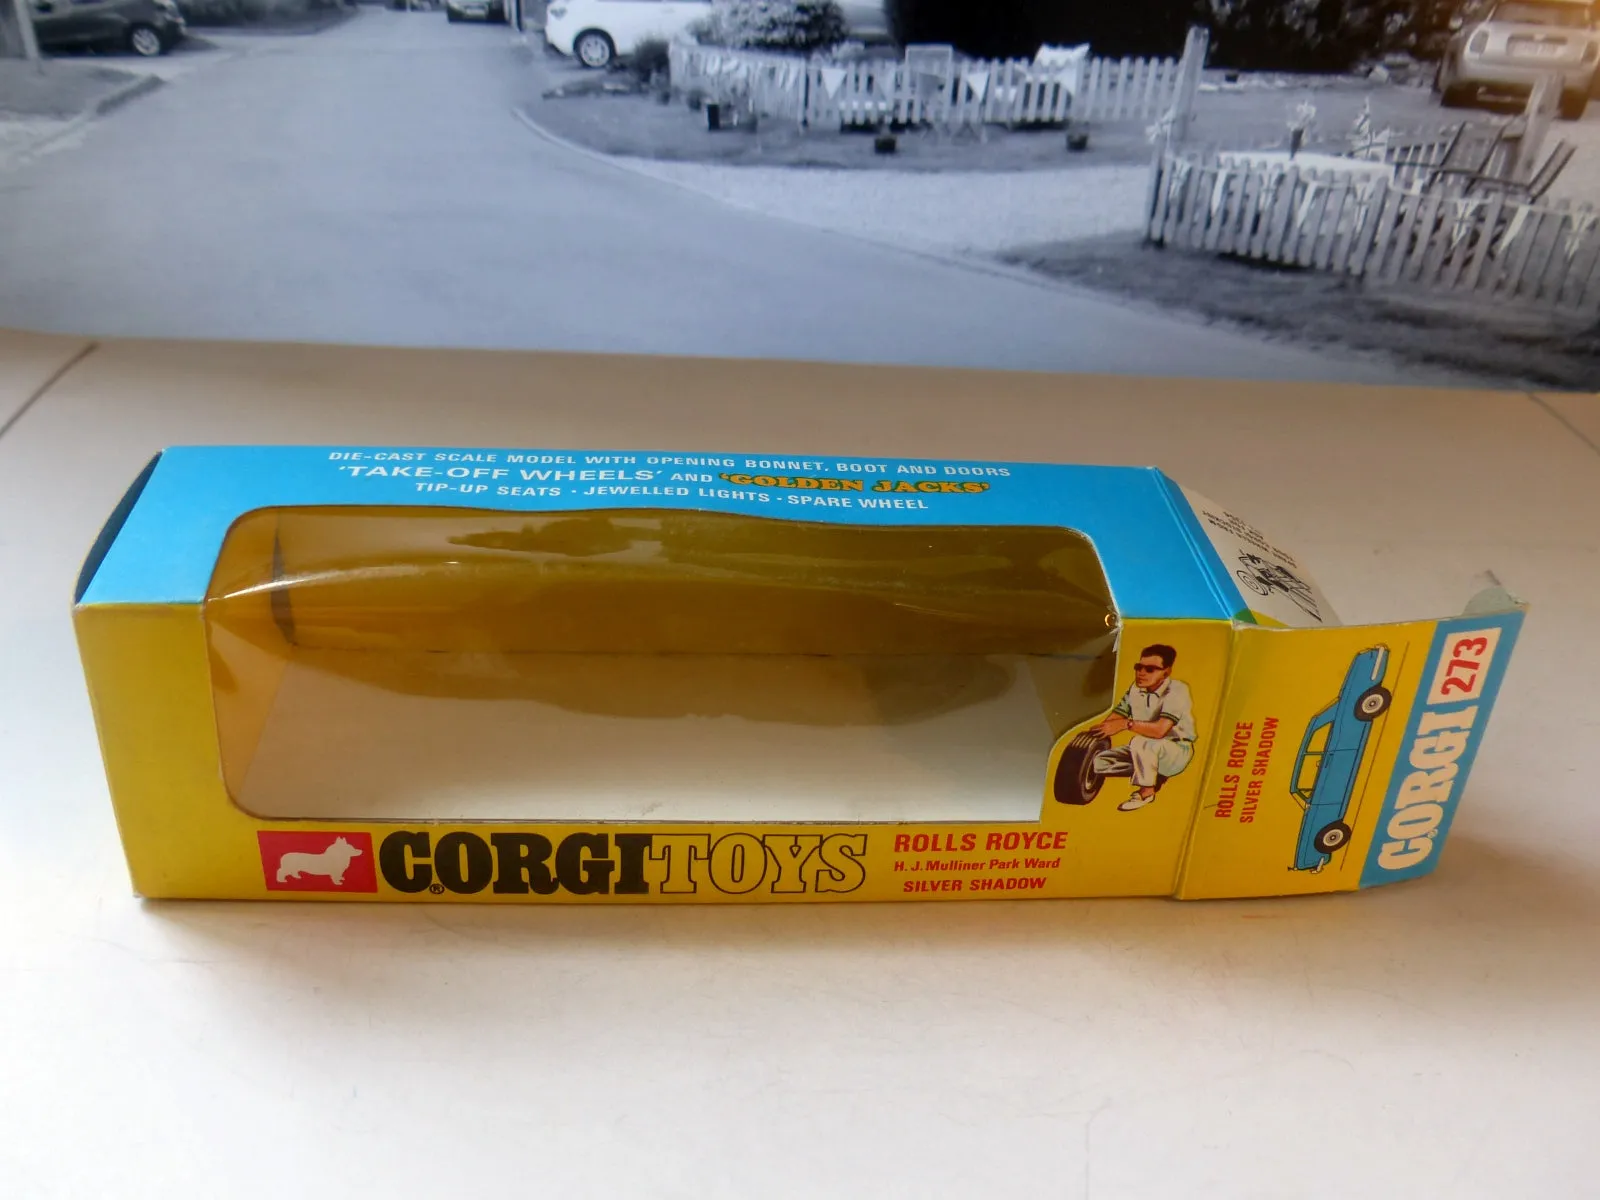 DIE-CAST SCALE MODEL WITH OPENING BONNET, BOOT AND DOORS
'TAKE-OFF WHEELS' AND 'GOLDEN JACKS'
TIP-UP SEATS · JEWELLED LIGHTS · SPARE WHEEL
CORGI TOYS
®
ROLLS ROYCE
H. J. Mulliner Park Ward
SILVER SHADOW
ROLLS ROYCE
SILVER SHADOW
CORGI 273